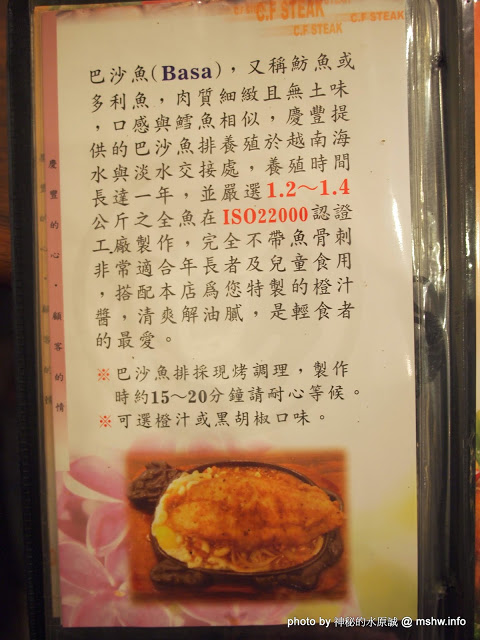 C.F STEAK
C.F STEAK
C.F STEAK
C.F STEAK
巴沙魚(Basa)，又稱魴魚或
多利魚，肉質細緻且無土味
，口感與鱈魚相似，慶豐提
供的巴沙魚排養殖於越南海
水與淡水交接處，養殖時間
長達一年，並嚴選1.2～1.4
公斤之全魚在ISO22000認證
工廠製作，完全不帶魚骨刺
非常適合年長者及兒童食用
，搭配本店為您特製的橙汁
醬，清爽解油膩，是輕食者
的最愛。
※巴沙魚排採現烤調理，製作
時約15～20分鐘請耐心等候。
※可選橙汁或黑胡椒口味。
慶豐的心，顧客的情
photo by 神秘的水原誠 @ mshw.info